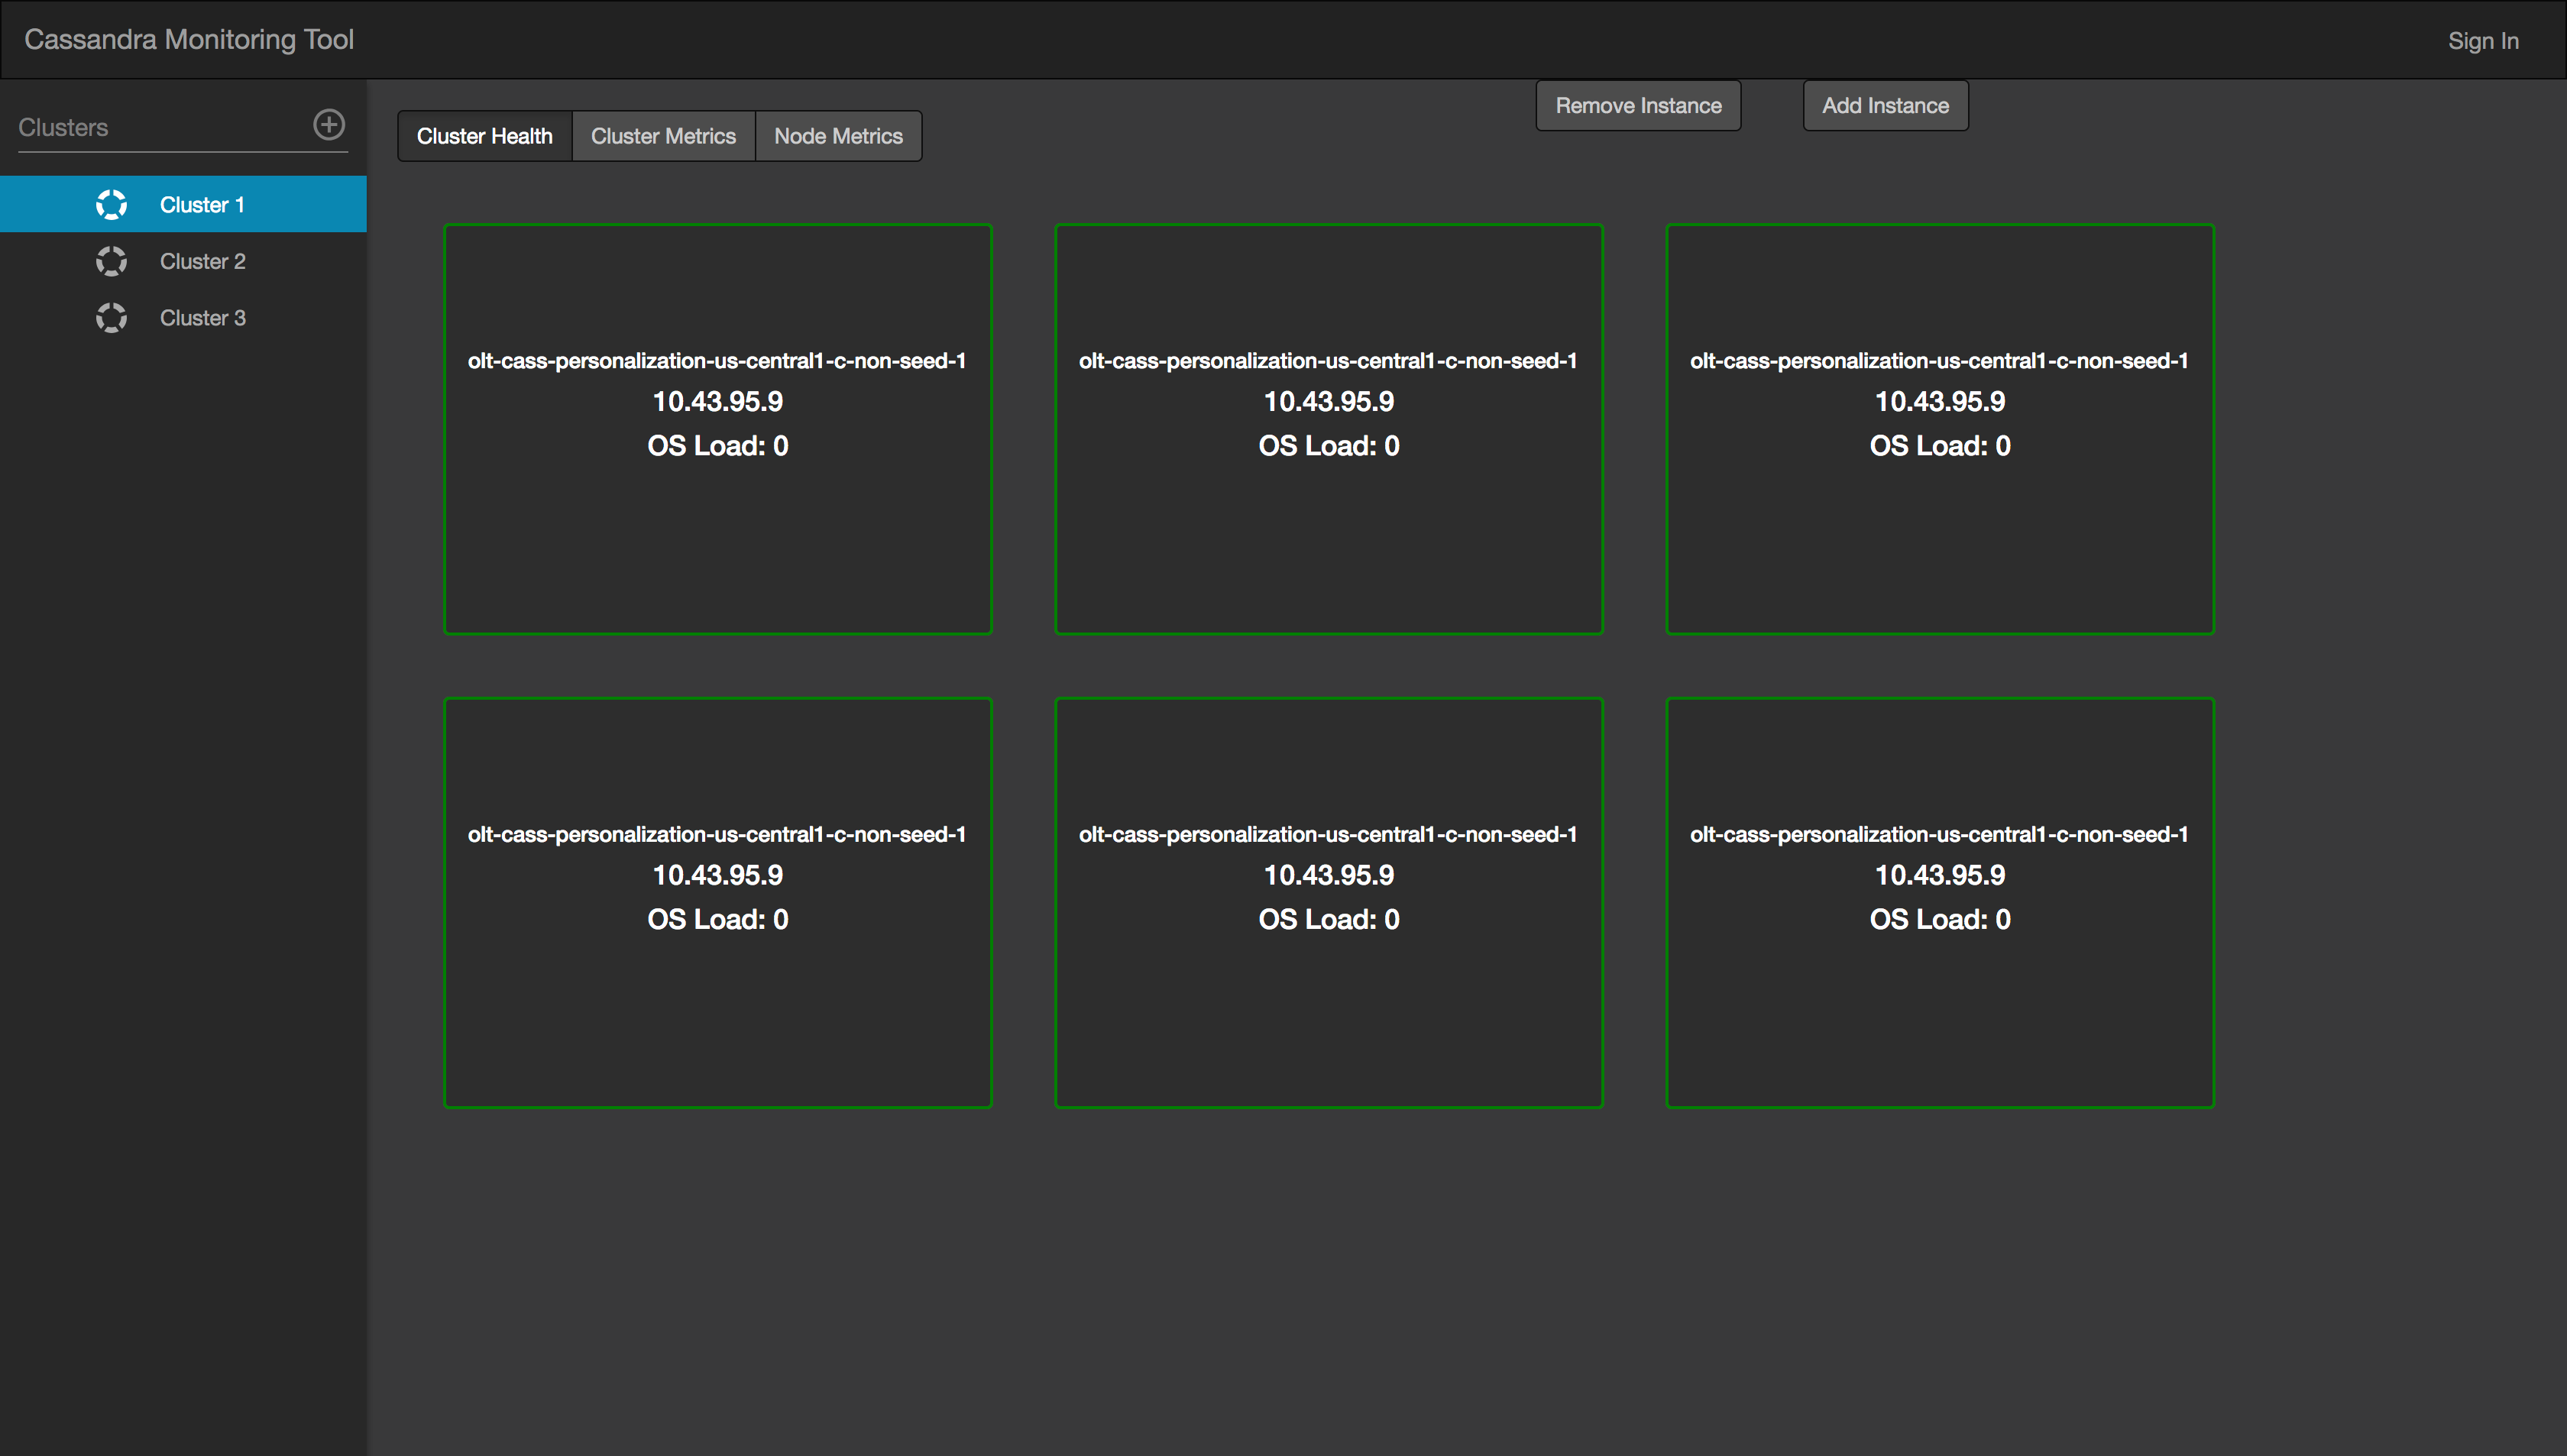 Cassandra Monitoring Tool
Sign In
Clusters
Cluster 1
Cluster 2
Cluster 3
Cluster Health
Cluster Metrics
Node Metrics
Remove Instance
Add Instance
olt-cass-personalization-us-central1-c-non-seed-1
10.43.95.9
OS Load: 0
olt-cass-personalization-us-central1-c-non-seed-1
10.43.95.9
OS Load: 0
olt-cass-personalization-us-central1-c-non-seed-1
10.43.95.9
OS Load: 0
olt-cass-personalization-us-central1-c-non-seed-1
10.43.95.9
OS Load: 0
olt-cass-personalization-us-central1-c-non-seed-1
10.43.95.9
OS Load: 0
olt-cass-personalization-us-central1-c-non-seed-1
10.43.95.9
OS Load: 0